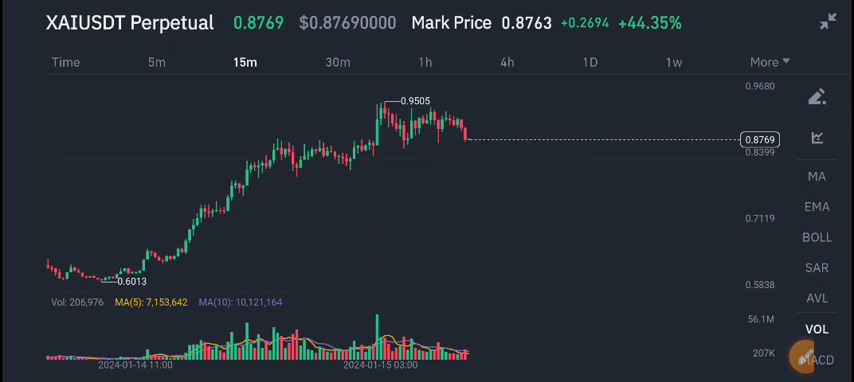 XAIUSDT Perpetual 0.8769 $0.87690000 Mark Price 0.8763 +0.2694 +44.35%
Time 5m 15m 30m 1h 4h 1D 1w More
0.9680
0.9505
0.8769
0.8399
MA
EMA
0.7119
BOLL
SAR
0.6013
0.5838
AVL
Vol: 206,976 MA(5): 7,153,642 MA(10): 10,121,164
56.1M
VOL
207K
MACD
2024-01-14 11:00 2024-01-15 03:00